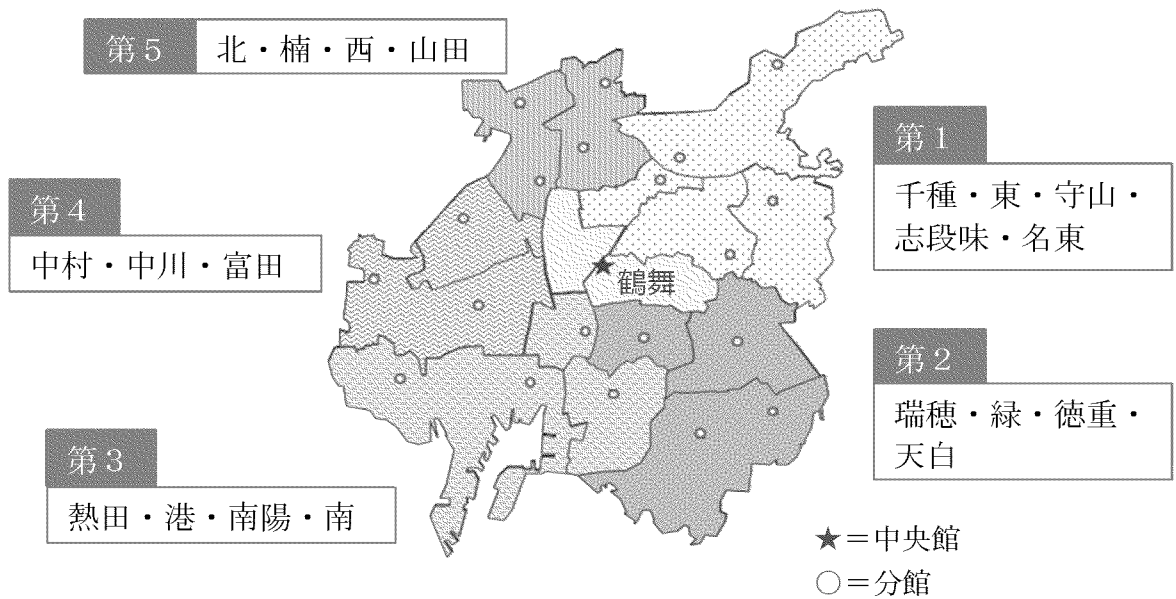 第5 北・楠・西・山田
第1
千種・東・守山・
志段味・名東
第4
中村・中川・富田
鶴舞
第2
瑞穂・緑・徳重・
天白
第3
熱田・港・南陽・南
★＝中央館
○＝分館